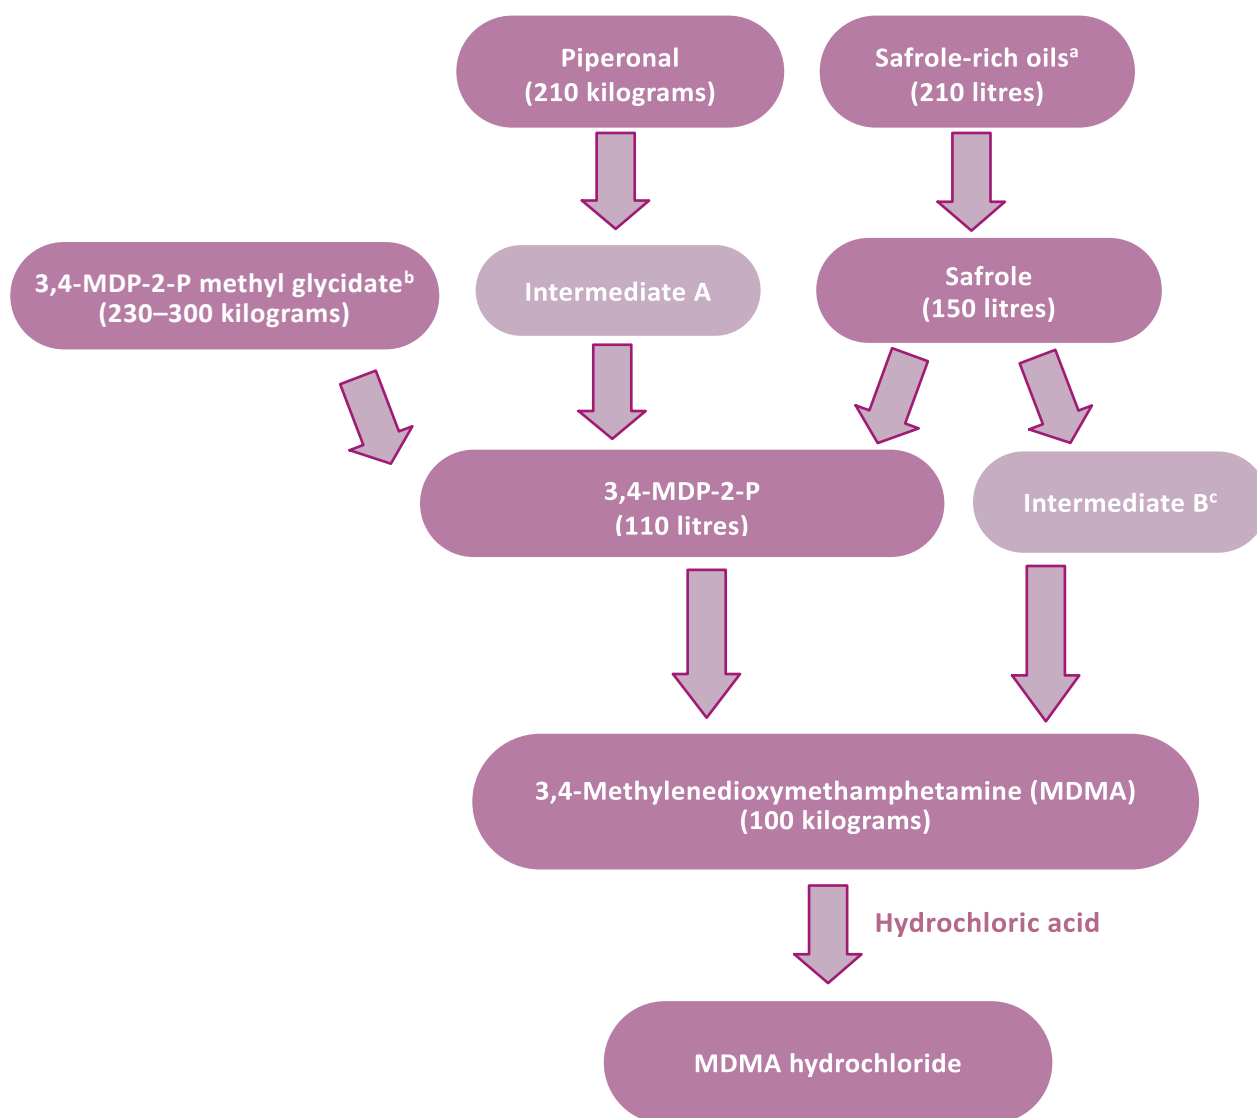 Piperonal
(210 kilograms)
Safrole-rich oilsᵃ
(210 litres)
3,4-MDP-2-P methyl glycidateᵇ
(230–300 kilograms)
Intermediate A
Safrole
(150 litres)
3,4-MDP-2-P
(110 litres)
Intermediate Bᶜ
3,4-Methylenedioxymethamphetamine (MDMA)
(100 kilograms)
Hydrochloric acid
MDMA hydrochloride